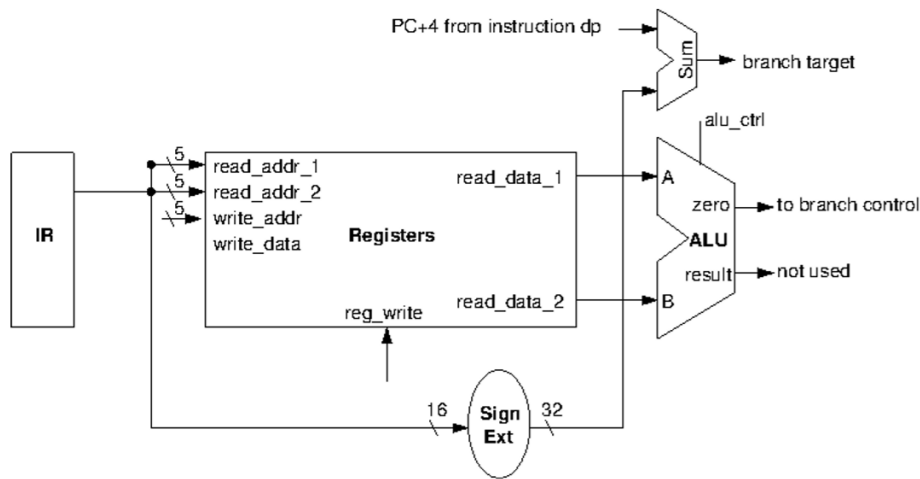 PC+4 from instruction dp
Sum
branch target
alu_ctrl
IR
5
5
5
read_addr_1
read_addr_2
write_addr
write_data
Registers
read_data_1
read_data_2
reg_write
A
zero
to branch control
ALU
result
not used
B
16
Sign
Ext
32